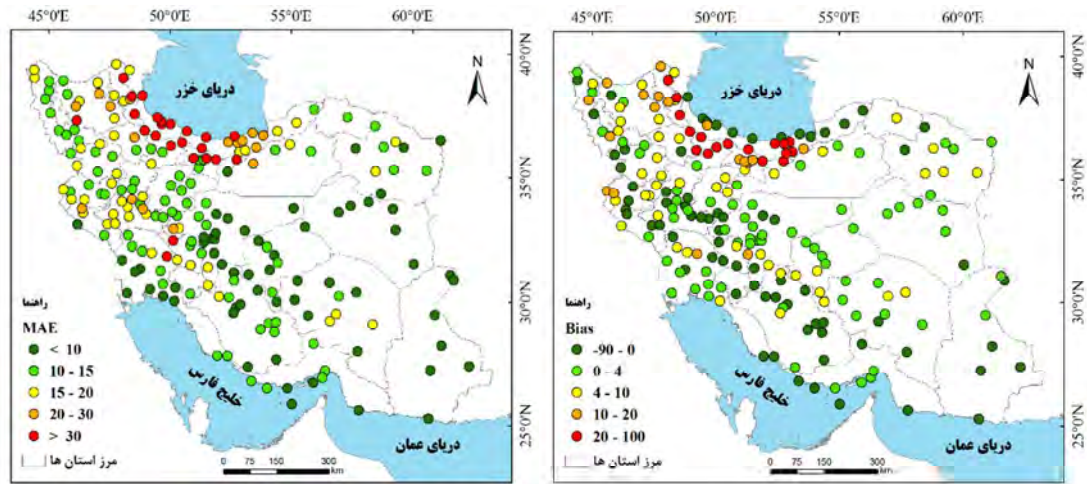 45°0'E 50°0'E 55°0'E 60°0'E
40°0'N
35°0'N
30°0'N
25°0'N
N
دریای خزر
خلیج فارس
دریای عمان
راهنما
MAE
< 10
10 - 15
15 - 20
20 - 30
> 30
مرز استان ها
0 75 150 300
km
45°0'E 50°0'E 55°0'E 60°0'E
40°0'N
35°0'N
30°0'N
25°0'N
N
دریای خزر
خلیج فارس
دریای عمان
راهنما
Bias
-90 - 0
0 - 4
4 - 10
10 - 20
20 - 100
مرز استان ها
0 75 150 300
km